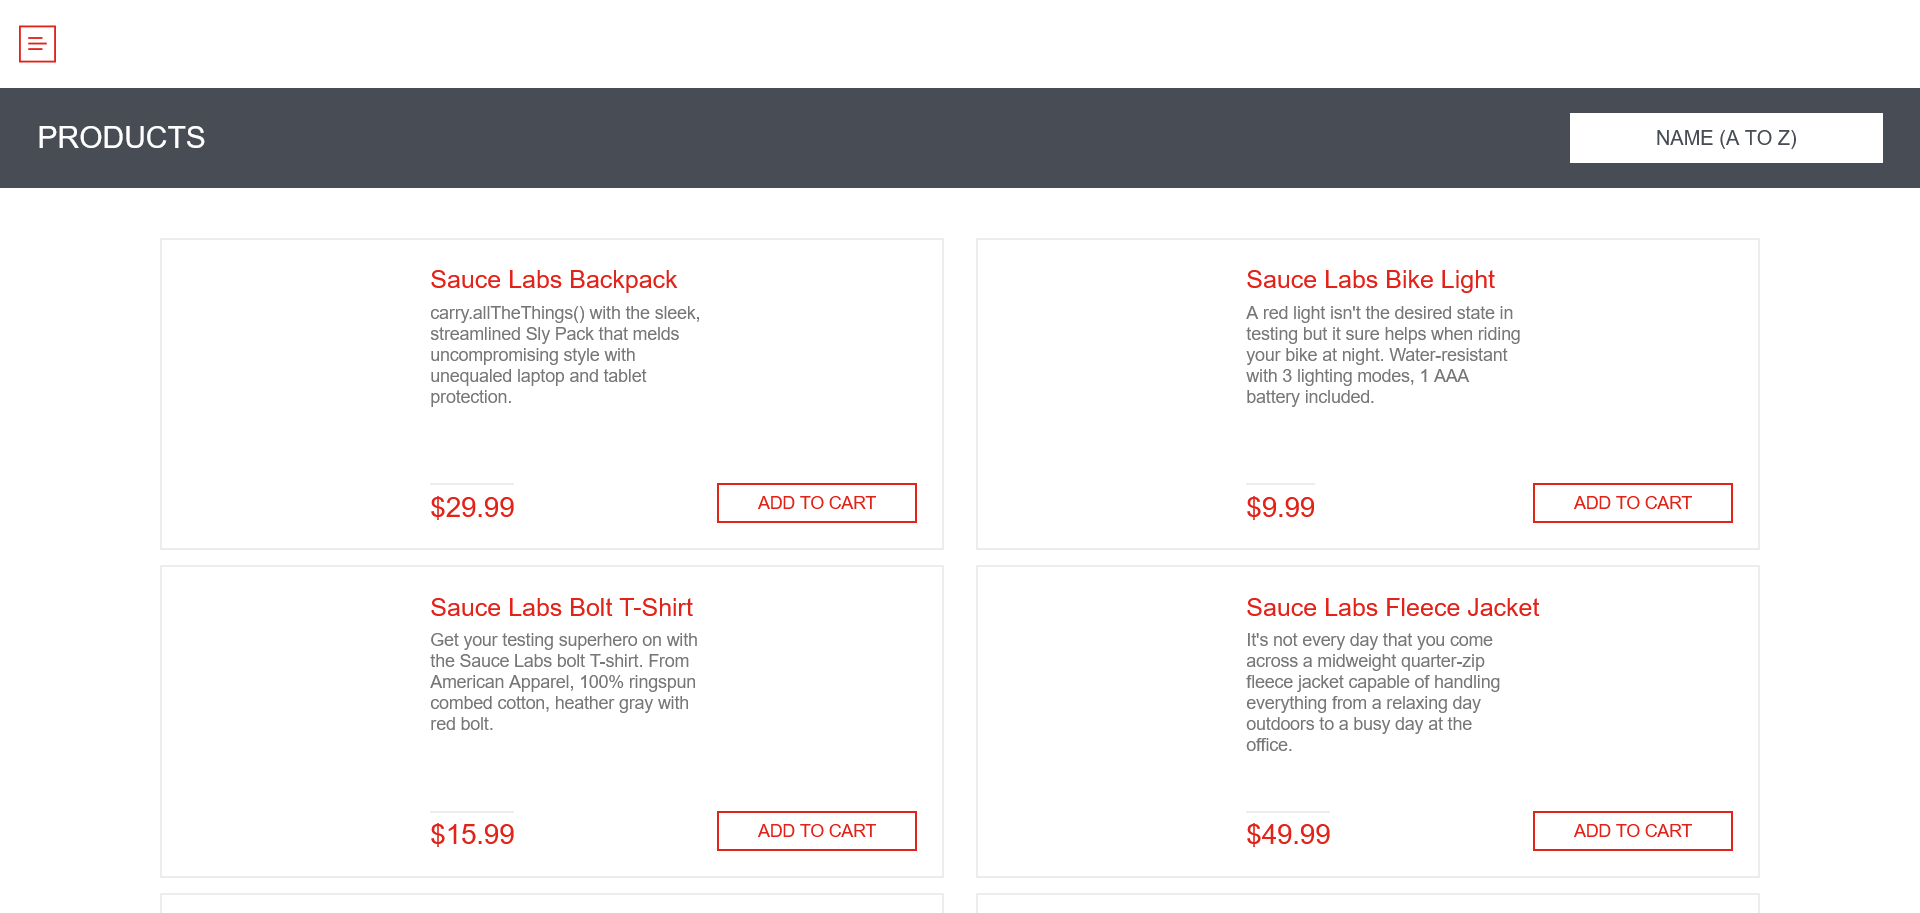 PRODUCTS
NAME (A TO Z)
Sauce Labs Backpack
carry.allTheThings() with the sleek,
streamlined Sly Pack that melds
uncompromising style with
unequaled laptop and tablet
protection.
$29.99
ADD TO CART
Sauce Labs Bike Light
A red light isn't the desired state in
testing but it sure helps when riding
your bike at night. Water-resistant
with 3 lighting modes, 1 AAA
battery included.
$9.99
ADD TO CART
Sauce Labs Bolt T-Shirt
Get your testing superhero on with
the Sauce Labs bolt T-shirt. From
American Apparel, 100% ringspun
combed cotton, heather gray with
red bolt.
$15.99
ADD TO CART
Sauce Labs Fleece Jacket
It's not every day that you come
across a midweight quarter-zip
fleece jacket capable of handling
everything from a relaxing day
outdoors to a busy day at the
office.
$49.99
ADD TO CART